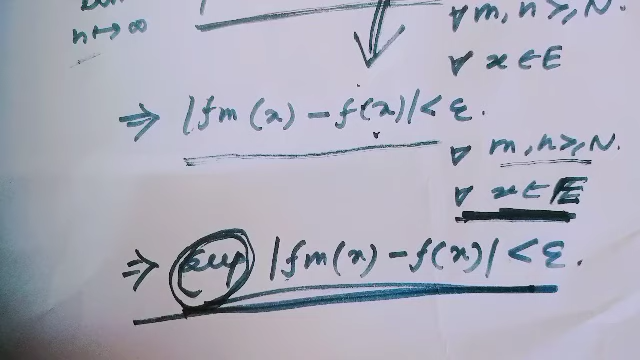 n→∞
∀ m, n ≥ N.
∀ x ∈ E
⇒ |fm(x) - f(x)| < ε.
∀ m, n ≥ N.
∀ x ∈ E
⇒ sup |fm(x) - f(x)| < ε.